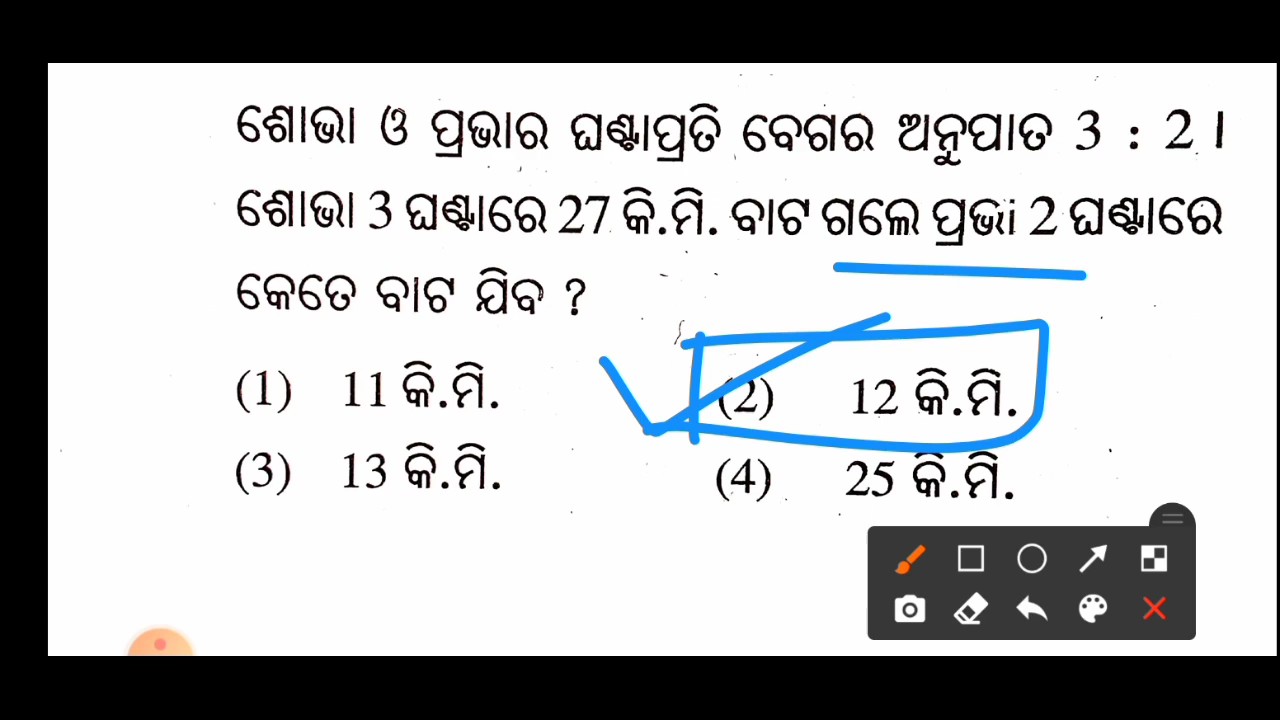 ଶୋଭା ଓ ପ୍ରଭାର ଘଣ୍ଟାପ୍ରତି ବେଗର ଅନୁପାତ 3 : 2 ।
ଶୋଭା 3 ଘଣ୍ଟାରେ 27 କି.ମି. ବାଟ ଗଲେ ପ୍ରଭା 2 ଘଣ୍ଟାରେ
କେତେ ବାଟ ଯିବ ?
(1) 11 କି.ମି. (2) 12 କି.ମି.
(3) 13 କି.ମି. (4) 25 କି.ମି.